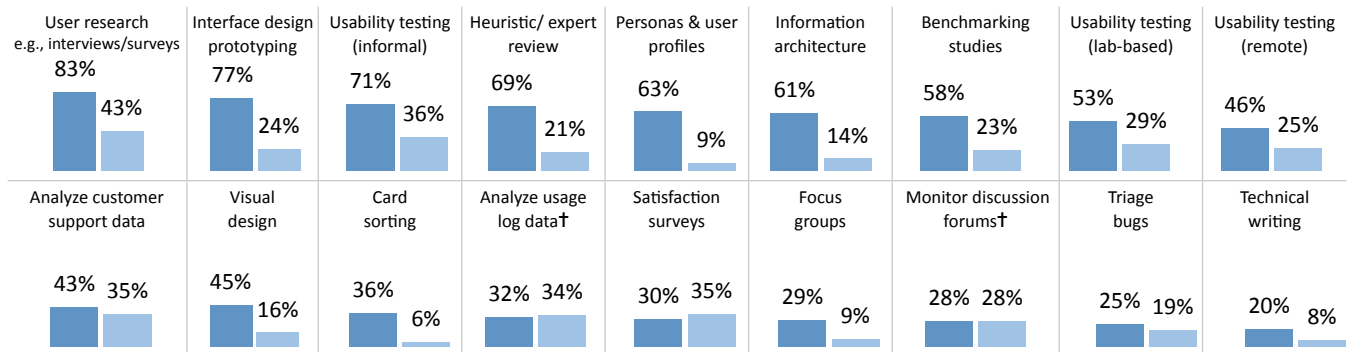 User research
e.g., interviews/surveys
83%
43%
Interface design
prototyping
77%
24%
Usability testing
(informal)
71%
36%
Heuristic/ expert
review
69%
21%
Personas & user
profiles
63%
9%
Information
architecture
61%
14%
Benchmarking
studies
58%
23%
Usability testing
(lab-based)
53%
29%
Usability testing
(remote)
46%
25%
Analyze customer
support data
43%
35%
Visual
design
45%
16%
Card
sorting
36%
6%
Analyze usage
log data†
32%
34%
Satisfaction
surveys
30%
35%
Focus
groups
29%
9%
Monitor discussion
forums†
28%
28%
Triage
bugs
25%
19%
Technical
writing
20%
8%